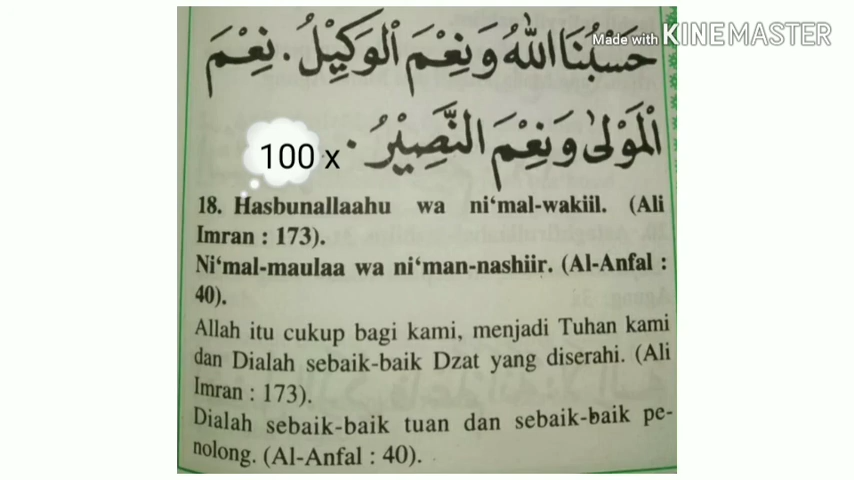 Made with KINEMASTER
حَسْبُنَا اللّٰهُ وَنِعْمَ الْوَكِيْلُ. نِعْمَ
الْمَوْلٰى وَنِعْمَ النَّصِيْرُ.
100 x
18. Hasbunallaahu wa ni‘mal-wakiil. (Ali
Imran : 173).
Ni‘mal-maulaa wa ni‘man-nashiir. (Al-Anfal :
40).
Allah itu cukup bagi kami, menjadi Tuhan kami
dan Dialah sebaik-baik Dzat yang diserahi. (Ali
Imran : 173).
Dialah sebaik-baik tuan dan sebaik-baik pe-
nolong. (Al-Anfal : 40).